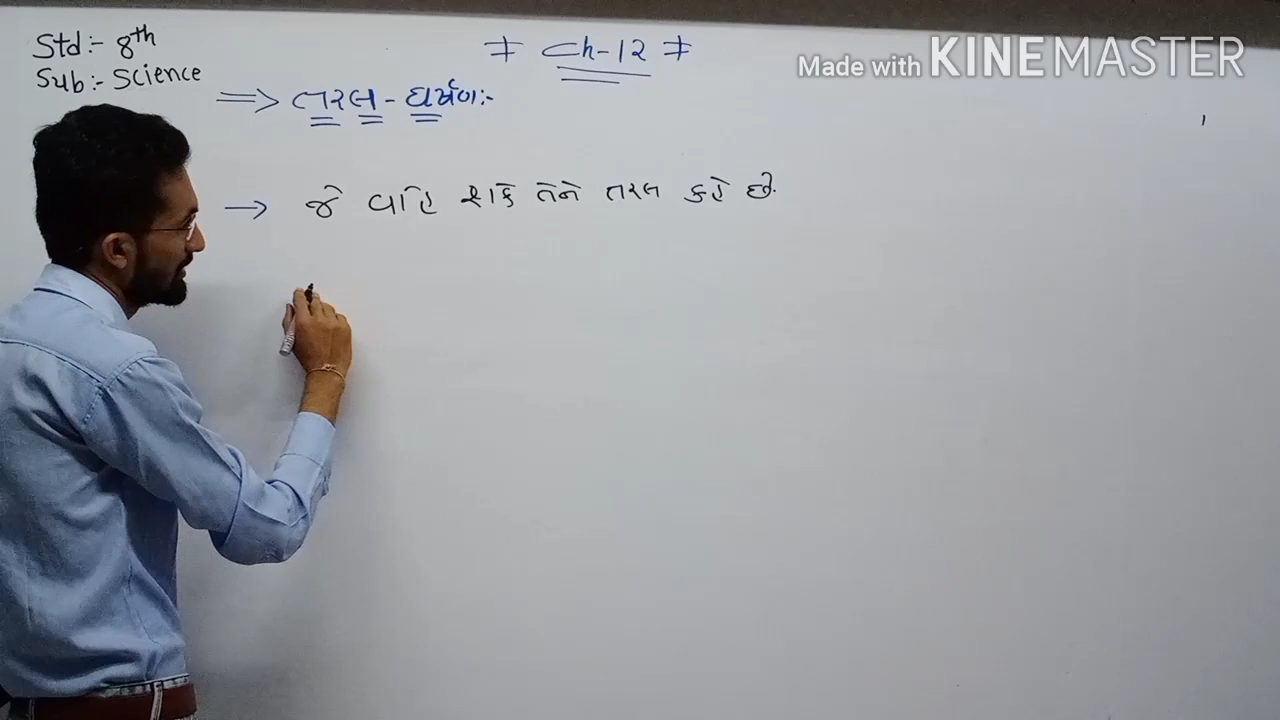 Std:- 8th
Sub:- Science
≠ Ch-12 ≠
Made with KINEMASTER
⇒ તરલ - ઘર્ષણ:-
→ જે વહિ શકે તેને તરલ કહે છે.